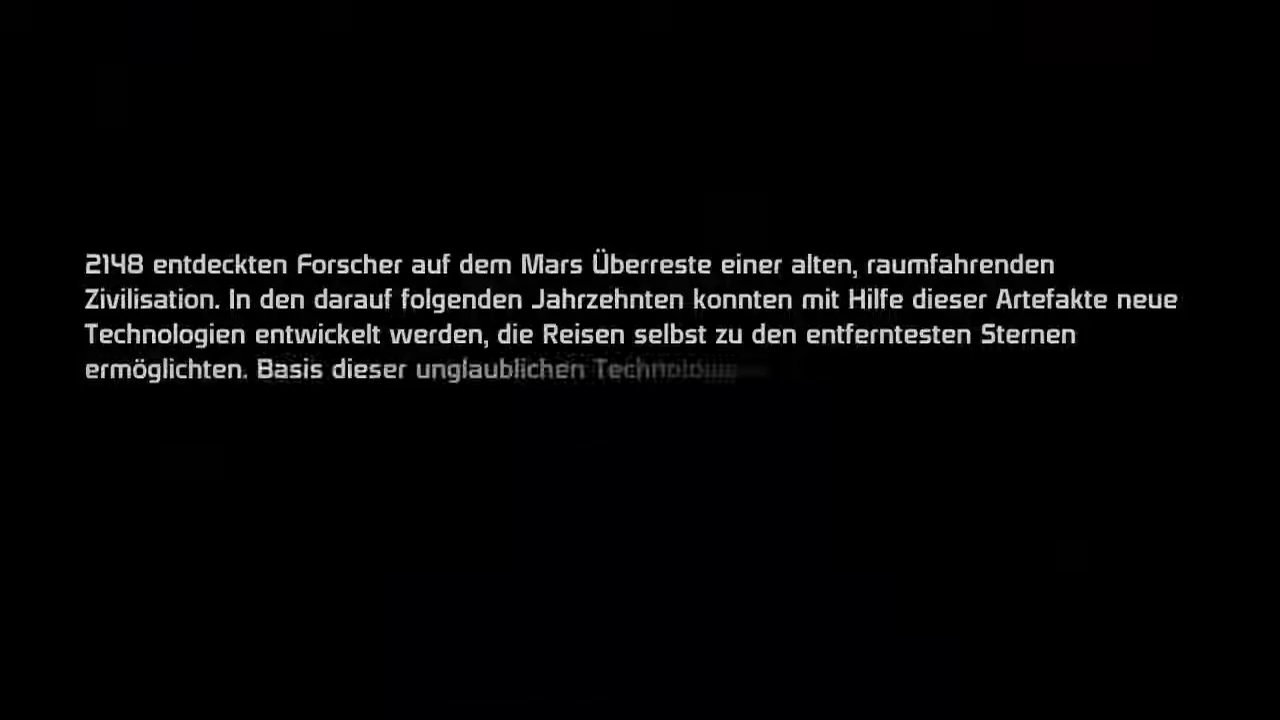 2148 entdeckten Forscher auf dem Mars Überreste einer alten, raumfahrenden
Zivilisation. In den darauf folgenden Jahrzehnten konnten mit Hilfe dieser Artefakte neue
Technologien entwickelt werden, die Reisen selbst zu den entferntesten Sternen
ermöglichten. Basis dieser unglaublichen